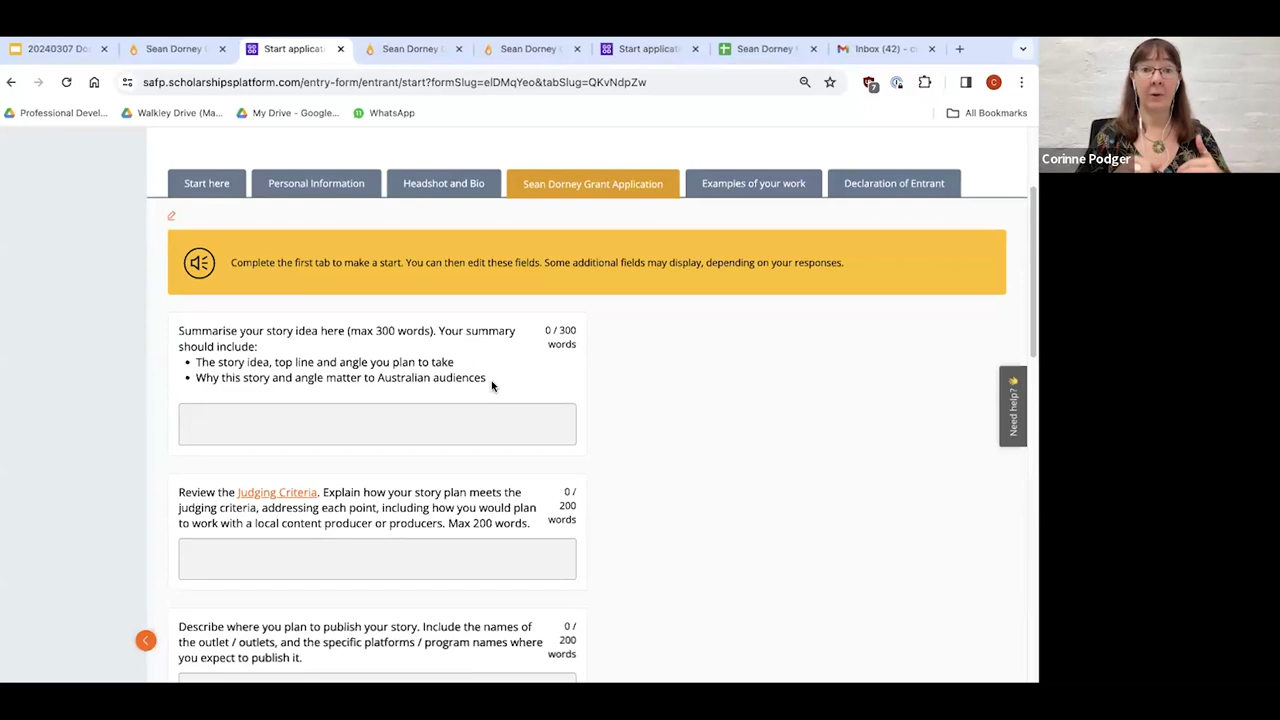 20240307 Do
Sean Dorney
Start applicati
Sean Dorney
Sean Dorney
Start applicat
Sean Dorney
Inbox (42) - c
safp.scholarshipsplatform.com/entry-form/entrant/start?formSlug=elDMqYeo&tabSlug=QKvNdpZw
7
C
Professional Devel...
Walkley Drive (Ma...
My Drive - Google...
WhatsApp
All Bookmarks
Corinne Podger
Start here
Personal Information
Headshot and Bio
Sean Dorney Grant Application
Examples of your work
Declaration of Entrant
Complete the first tab to make a start. You can then edit these fields. Some additional fields may display, depending on your responses.
Summarise your story idea here (max 300 words). Your summary
should include:
• The story idea, top line and angle you plan to take
• Why this story and angle matter to Australian audiences
0 / 300
words
Need help?
Review the Judging Criteria. Explain how your story plan meets the
judging criteria, addressing each point, including how you would plan
to work with a local content producer or producers. Max 200 words.
0 /
200
words
Describe where you plan to publish your story. Include the names of
the outlet / outlets, and the specific platforms / program names where
you expect to publish it.
0 /
200
words